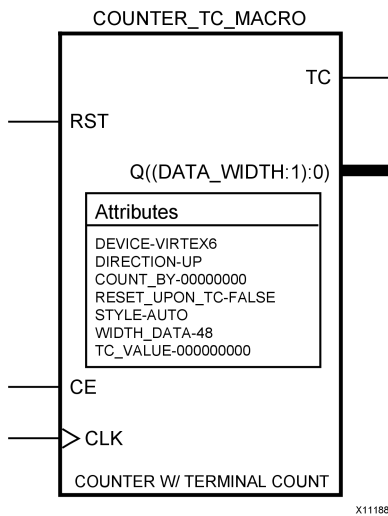 COUNTER_TC_MACRO
TC
RST
Q((DATA_WIDTH:1):0)
Attributes
DEVICE-VIRTEX6
DIRECTION-UP
COUNT_BY-00000000
RESET_UPON_TC-FALSE
STYLE-AUTO
WIDTH_DATA-48
TC_VALUE-000000000
CE
CLK
COUNTER W/ TERMINAL COUNT
X11188